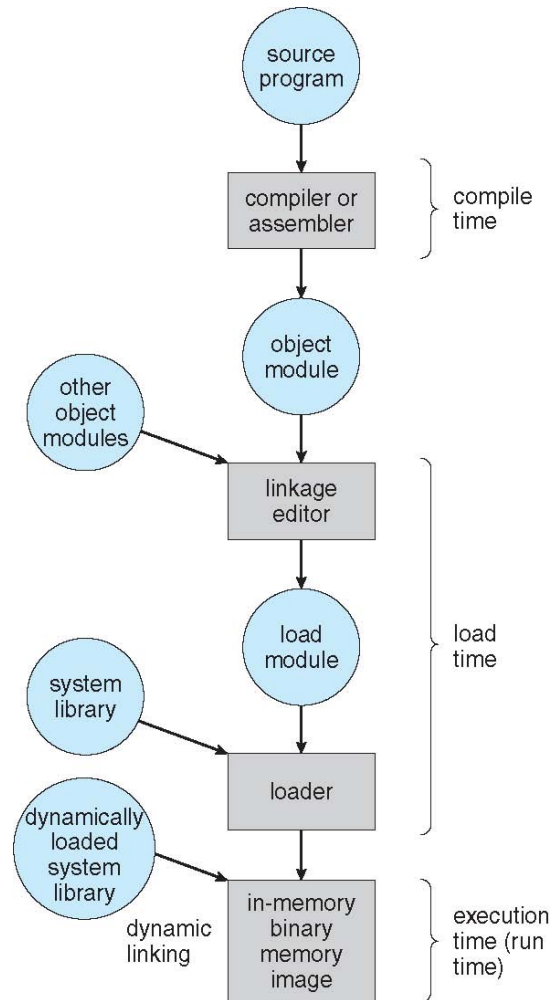 source
program
compiler or
assembler
compile
time
object
module
other
object
modules
linkage
editor
load
module
load
time
system
library
loader
dynamically
loaded
system
library
dynamic
linking
in-memory
binary
memory
image
execution
time (run
time)